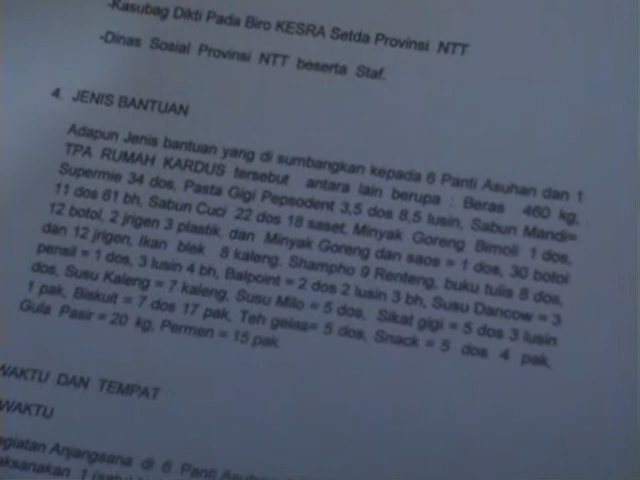 -Kasubag Dikti Pada Biro KESRA Setda Provinsi NTT
-Dinas Sosial Provinsi NTT beserta Staf.
4. JENIS BANTUAN
Adapun Jenis bantuan yang di sumbangkan kepada 6 Panti Asuhan dan 1
TPA RUMAH KARDUS tersebut antara lain berupa : Beras 460 kg,
Supermie 34 dos, Pasta Gigi Pepsodent 3,5 dos 8,5 lusin, Sabun Mandi=
11 dos 61 bh, Sabun Cuci 22 dos 18 saset, Minyak Goreng Bimoli 1 dos,
12 botol, 2 jrigen 3 plastik, dan Minyak Goreng dan saos = 1 dos, 30 botol
dan 12 jrigen, Ikan blek 8 kaleng. Shampho 9 Renteng, buku tulis 8 dos,
pensil = 1 dos, 3 lusin 4 bh, Balpoint = 2 dos 2 lusin 3 bh, Susu Dancow = 3
dos, Susu Kaleng = 7 kaleng, Susu Milo = 5 dos, Sikat gigi = 5 dos 3 lusin
1 pak, Biskuit = 7 dos 17 pak, Teh gelas= 5 dos, Snack = 5 dos 4 pak,
Gula Pasir = 20 kg, Permen = 15 pak.
WAKTU DAN TEMPAT
WAKTU
egiatan Anjangsana di 6 Panti
aksanakan 1